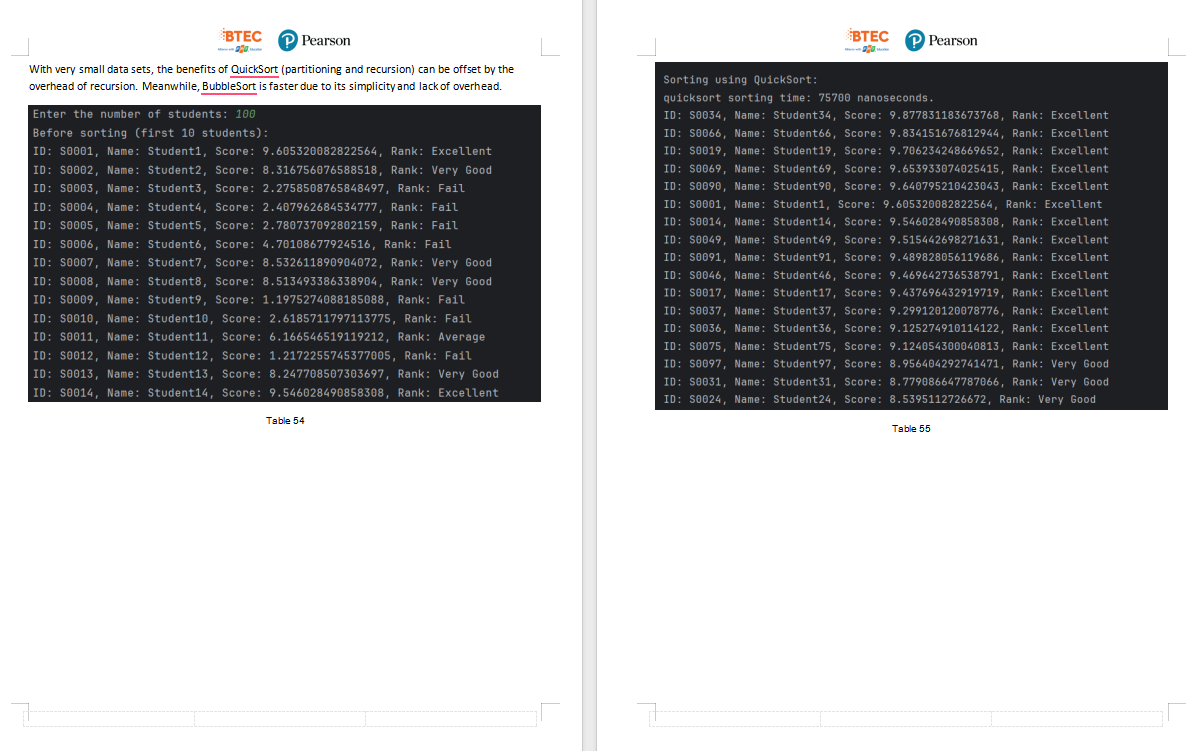 BTEC
Pearson
With very small data sets, the benefits of QuickSort (partitioning and recursion) can be offset by the
overhead of recursion. Meanwhile, BubbleSort is faster due to its simplicity and lack of overhead.
Enter the number of students: 100
Before sorting (first 10 students):
ID: S0001, Name: Student1, Score: 9.605320082822564, Rank: Excellent
ID: S0002, Name: Student2, Score: 8.316756076588518, Rank: Very Good
ID: S0003, Name: Student3, Score: 2.2758508765848497, Rank: Fail
ID: S0004, Name: Student4, Score: 2.407962684534777, Rank: Fail
ID: S0005, Name: Student5, Score: 2.780737092802159, Rank: Fail
ID: S0006, Name: Student6, Score: 4.70108677924516, Rank: Fail
ID: S0007, Name: Student7, Score: 8.532611890904072, Rank: Very Good
ID: S0008, Name: Student8, Score: 8.513493386338904, Rank: Very Good
ID: S0009, Name: Student9, Score: 1.1975274088185088, Rank: Fail
ID: S0010, Name: Student10, Score: 2.6185711797113775, Rank: Fail
ID: S0011, Name: Student11, Score: 6.166546519119212, Rank: Average
ID: S0012, Name: Student12, Score: 1.2172255745377005, Rank: Fail
ID: S0013, Name: Student13, Score: 8.247708507303697, Rank: Very Good
ID: S0014, Name: Student14, Score: 9.546028490858308, Rank: Excellent
Table 54
BTEC
Pearson
Sorting using QuickSort:
quicksort sorting time: 75700 nanoseconds.
ID: S0034, Name: Student34, Score: 9.877831183673768, Rank: Excellent
ID: S0066, Name: Student66, Score: 9.834151676812944, Rank: Excellent
ID: S0019, Name: Student19, Score: 9.706234248669652, Rank: Excellent
ID: S0069, Name: Student69, Score: 9.653933074025415, Rank: Excellent
ID: S0090, Name: Student90, Score: 9.640795210423043, Rank: Excellent
ID: S0001, Name: Student1, Score: 9.605320082822564, Rank: Excellent
ID: S0014, Name: Student14, Score: 9.546028490858308, Rank: Excellent
ID: S0049, Name: Student49, Score: 9.515442698271631, Rank: Excellent
ID: S0091, Name: Student91, Score: 9.489828056119686, Rank: Excellent
ID: S0046, Name: Student46, Score: 9.469642736538791, Rank: Excellent
ID: S0017, Name: Student17, Score: 9.437696432919719, Rank: Excellent
ID: S0037, Name: Student37, Score: 9.299120120078776, Rank: Excellent
ID: S0036, Name: Student36, Score: 9.125274910114122, Rank: Excellent
ID: S0075, Name: Student75, Score: 9.124054300040813, Rank: Excellent
ID: S0097, Name: Student97, Score: 8.956404292741471, Rank: Very Good
ID: S0031, Name: Student31, Score: 8.779086647787066, Rank: Very Good
ID: S0024, Name: Student24, Score: 8.5395112726672, Rank: Very Good
Table 55